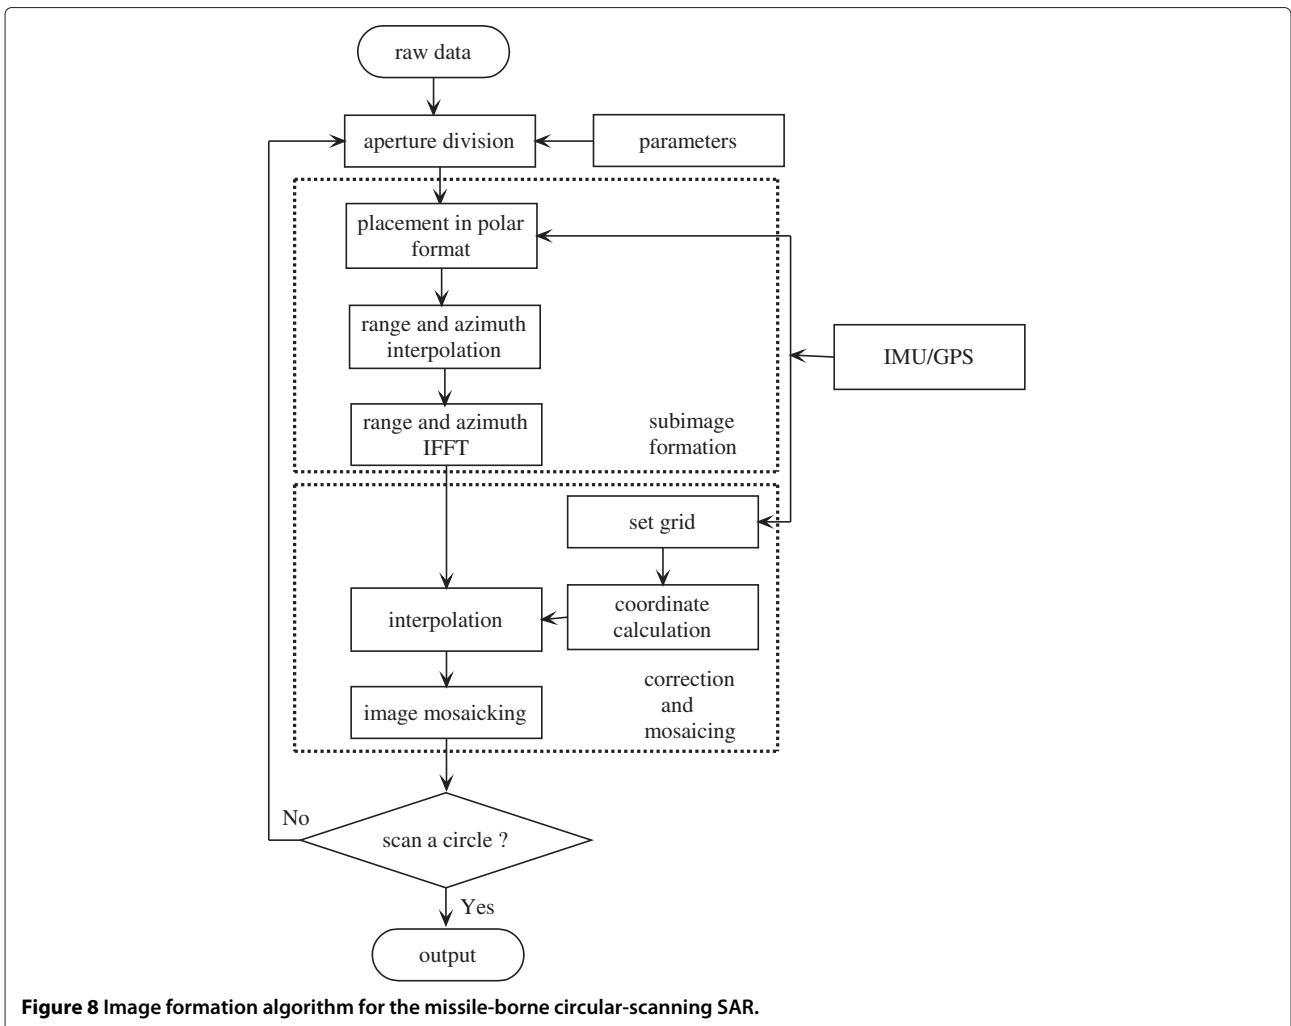 raw data
aperture division
parameters
placement in polar
format
range and azimuth
interpolation
IMU/GPS
range and azimuth
IFFT
subimage
formation
set grid
coordinate
calculation
interpolation
correction
and
mosaicing
image mosaicking
No
scan a circle ?
Yes
output
Figure 8 Image formation algorithm for the missile-borne circular-scanning SAR.